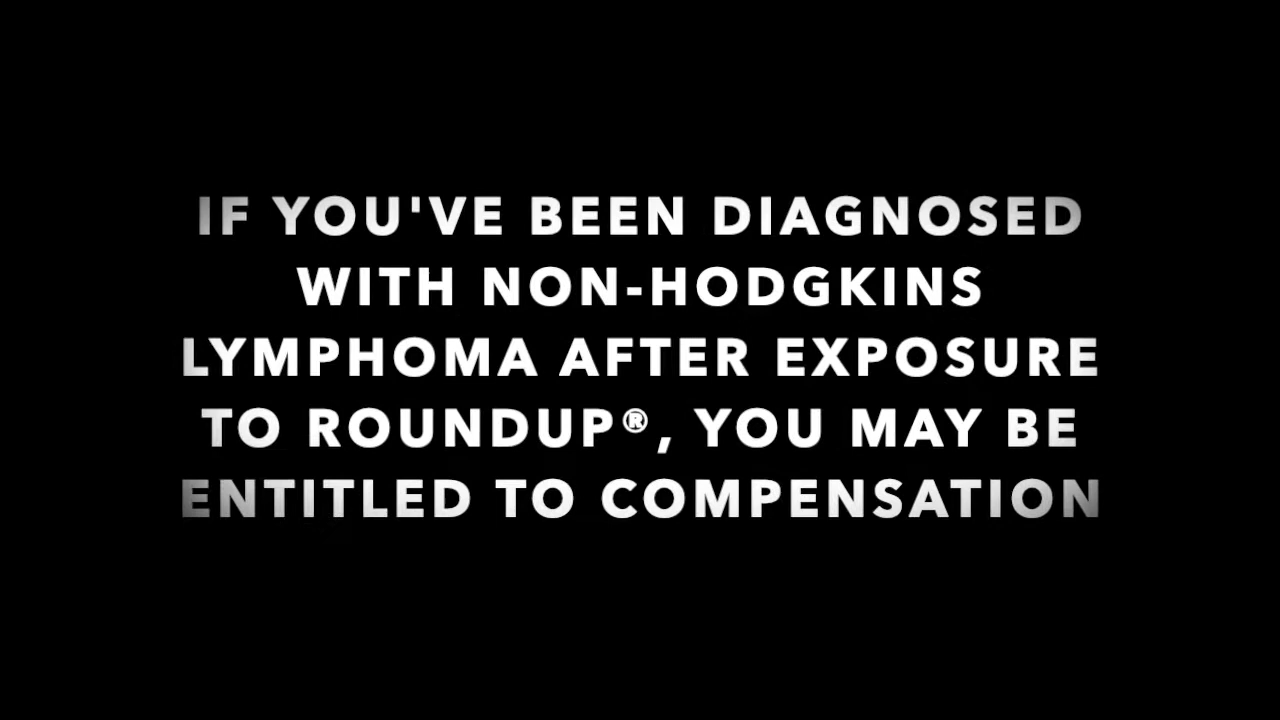 IF YOU'VE BEEN DIAGNOSED
WITH NON-HODGKINS
LYMPHOMA AFTER EXPOSURE
TO ROUNDUP®, YOU MAY BE
ENTITLED TO COMPENSATION